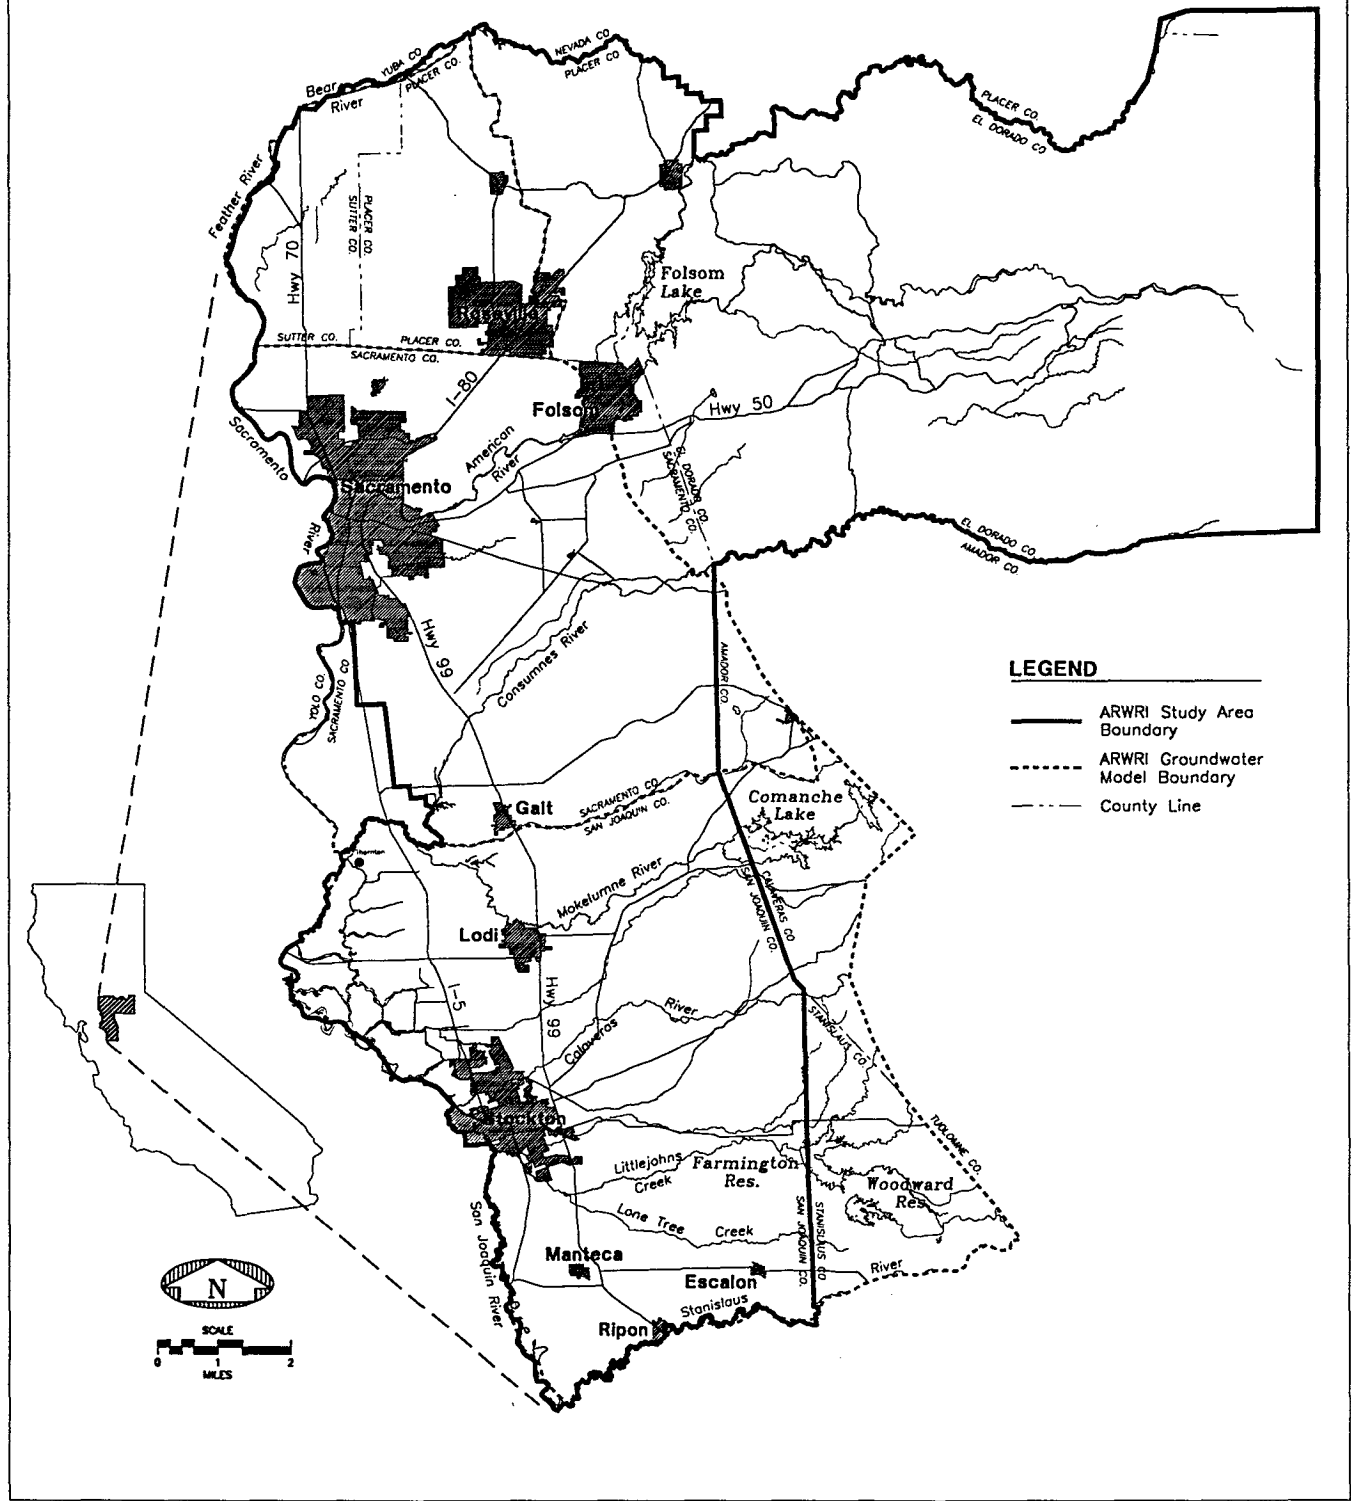 NEVADA CO
PLACER CO.
YUBA CO
PLACER CO.
Bear
River
PLACER CO.
EL DORADO CO
Feather River
PLACER CO.
SUTTER CO.
Hwy 70
Folsom
Lake
Roseville
SUTTER CO.
PLACER CO.
SACRAMENTO CO.
I-80
Folsom
Hwy 50
Sacramento
River
American
River
EL DORADO CO.
SACRAMENTO CO.
Sacramento
EL DORADO CO
AMADOR CO.
Hwy 99
Consumnes River
YOLO CO.
SACRAMENTO CO
AMADOR CO.
LEGEND
ARWRI Study Area
Boundary
ARWRI Groundwater
Model Boundary
County Line
Galt
SACRAMENTO CO.
SAN JOAQUIN CO.
Comanche
Lake
Thornton
Mokelumne River
CALAVERAS CO
SAN JOAQUIN CO.
Lodi
I-5
Hwy 99
Calaveras
River
STANISLAUS CO.
Stockton
TUOLOMNE CO.
Littlejohns
Creek
Farmington
Res.
Woodward
Res.
Lone Tree Creek
STANISLAUS CO
SAN JOAQUIN CO.
San Joaquin River
Manteca
Escalon
Stanislaus
River
Ripon
N
SCALE
0 1 2
MILES